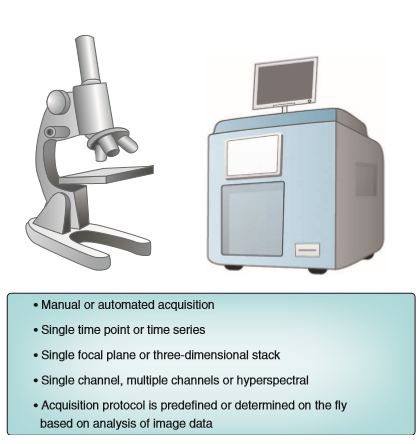 • Manual or automated acquisition
• Single time point or time series
• Single focal plane or three-dimensional stack
• Single channel, multiple channels or hyperspectral
• Acquisition protocol is predefined or determined on the fly
based on analysis of image data